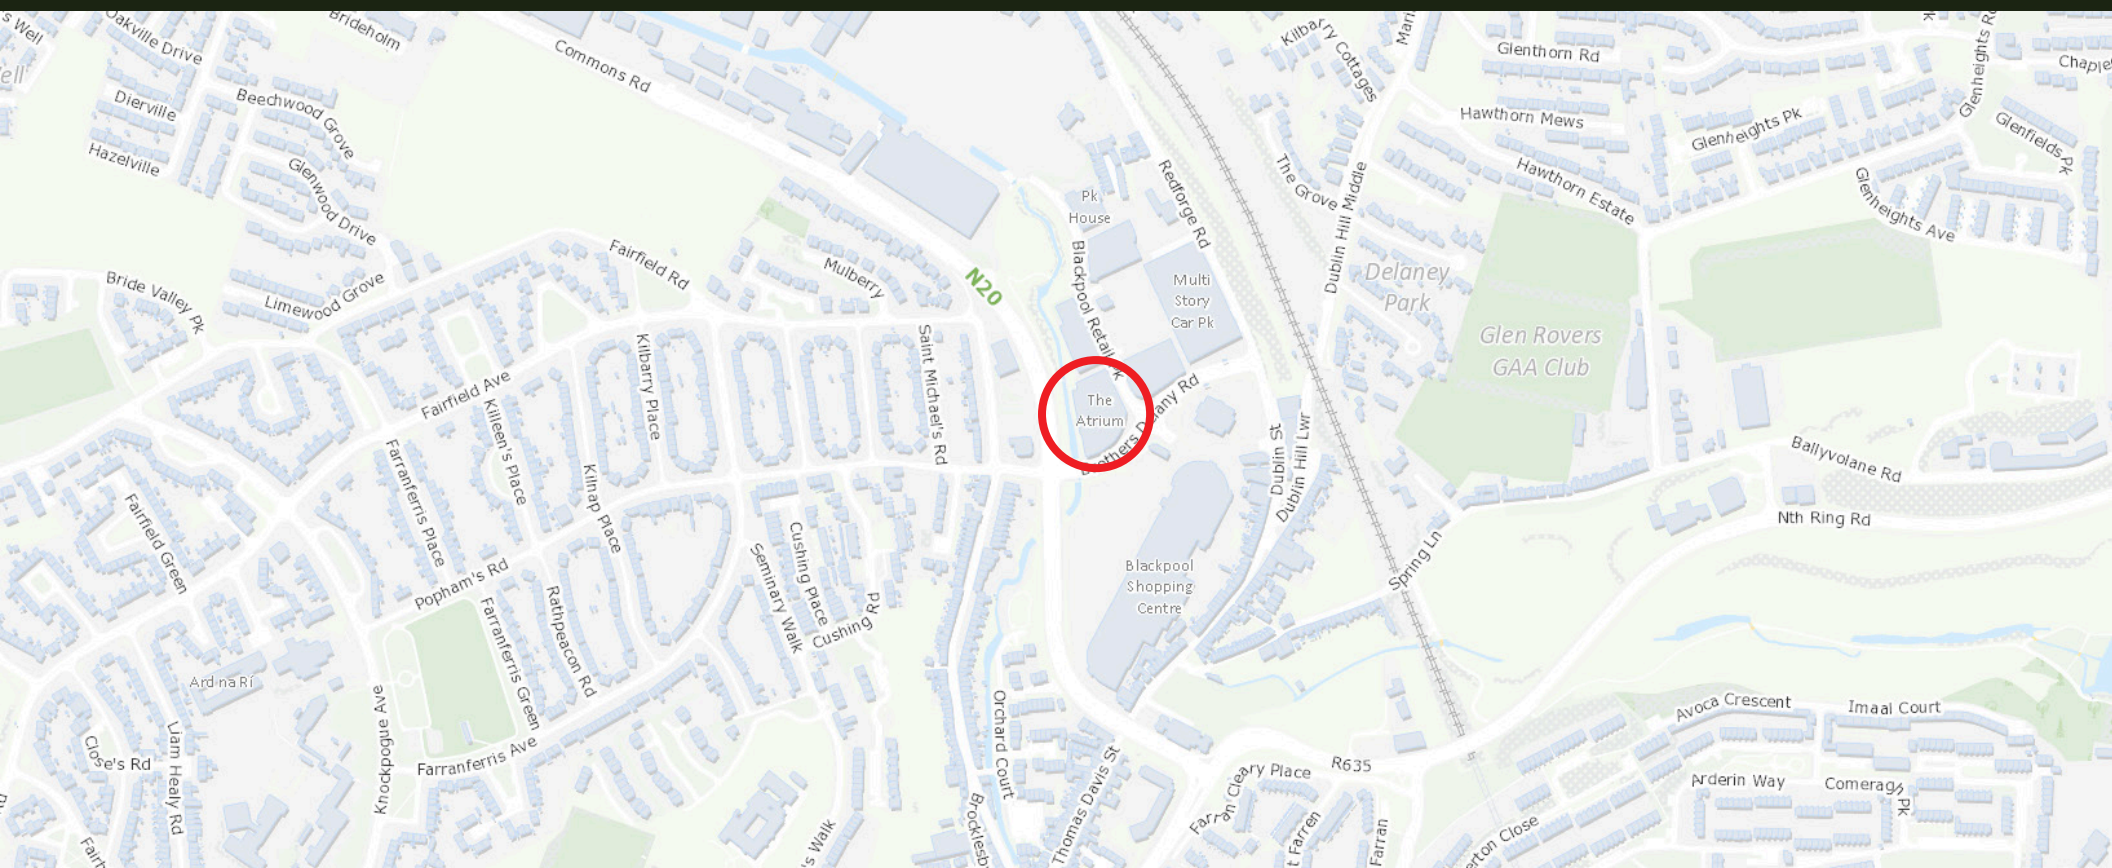 s Well
Oakville Drive
Brideholm
Commons Rd
Kilbarry Cottages
Glenthorn Rd
Glenheights Rd
ell
Dierville
Beechwood Grove
Hawthorn Mews
Glenheights Pk
Glenfields Pk
Hazelville
Glenwood Drive
Redforge Rd
The Grove
Dublin Hill Middle
Hawthorn Estate
Glenheights Ave
Pk
House
Fairfield Rd
Mulberry
N20
Blackpool Retail Pk
Multi
Story
Car Pk
Delaney
Park
Bride Valley Pk
Limewood Grove
Glen Rovers
GAA Club
Kilbarry Place
Saint Michael's Rd
Fairfield Ave
Killeen's Place
The
Atrium
Brothers Delany Rd
Dublin St
Dublin Hill Lwr
Ballyvolane Rd
Farranferris Place
Kilnap Place
Fairfield Green
Nth Ring Rd
Cushing Place
Seminary Walk
Blackpool
Shopping
Centre
Spring Ln
Popham's Rd
Rathpeacon Rd
Farranferris Green
Cushing Rd
Ard na Rí
Knockpogue Ave
Orchard Court
Avoca Crescent
Imaal Court
Liam Healy Rd
Close's Rd
Farranferris Ave
Thomas Davis St
Farran Cleary Place
R635
Arderin Way
Comeragh Pk
s Walk
t Farren
Farran
erton Close